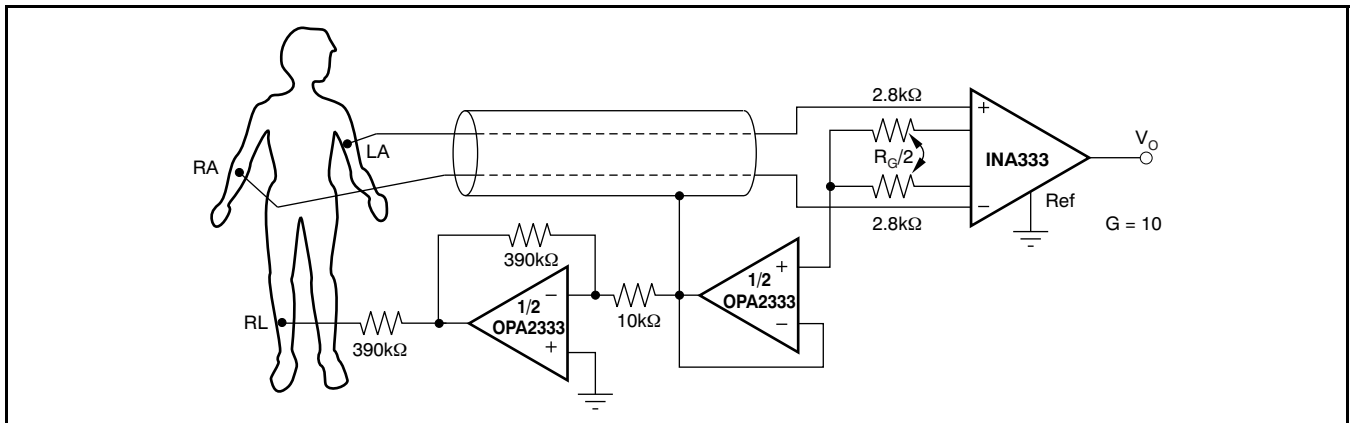 2.8kΩ
+
V_O
LA
RA
R_G/2
INA333
Ref
−
2.8kΩ
G = 10
390kΩ
+
1/2
OPA2333
−
−
1/2
OPA2333
+
10kΩ
RL
390kΩ